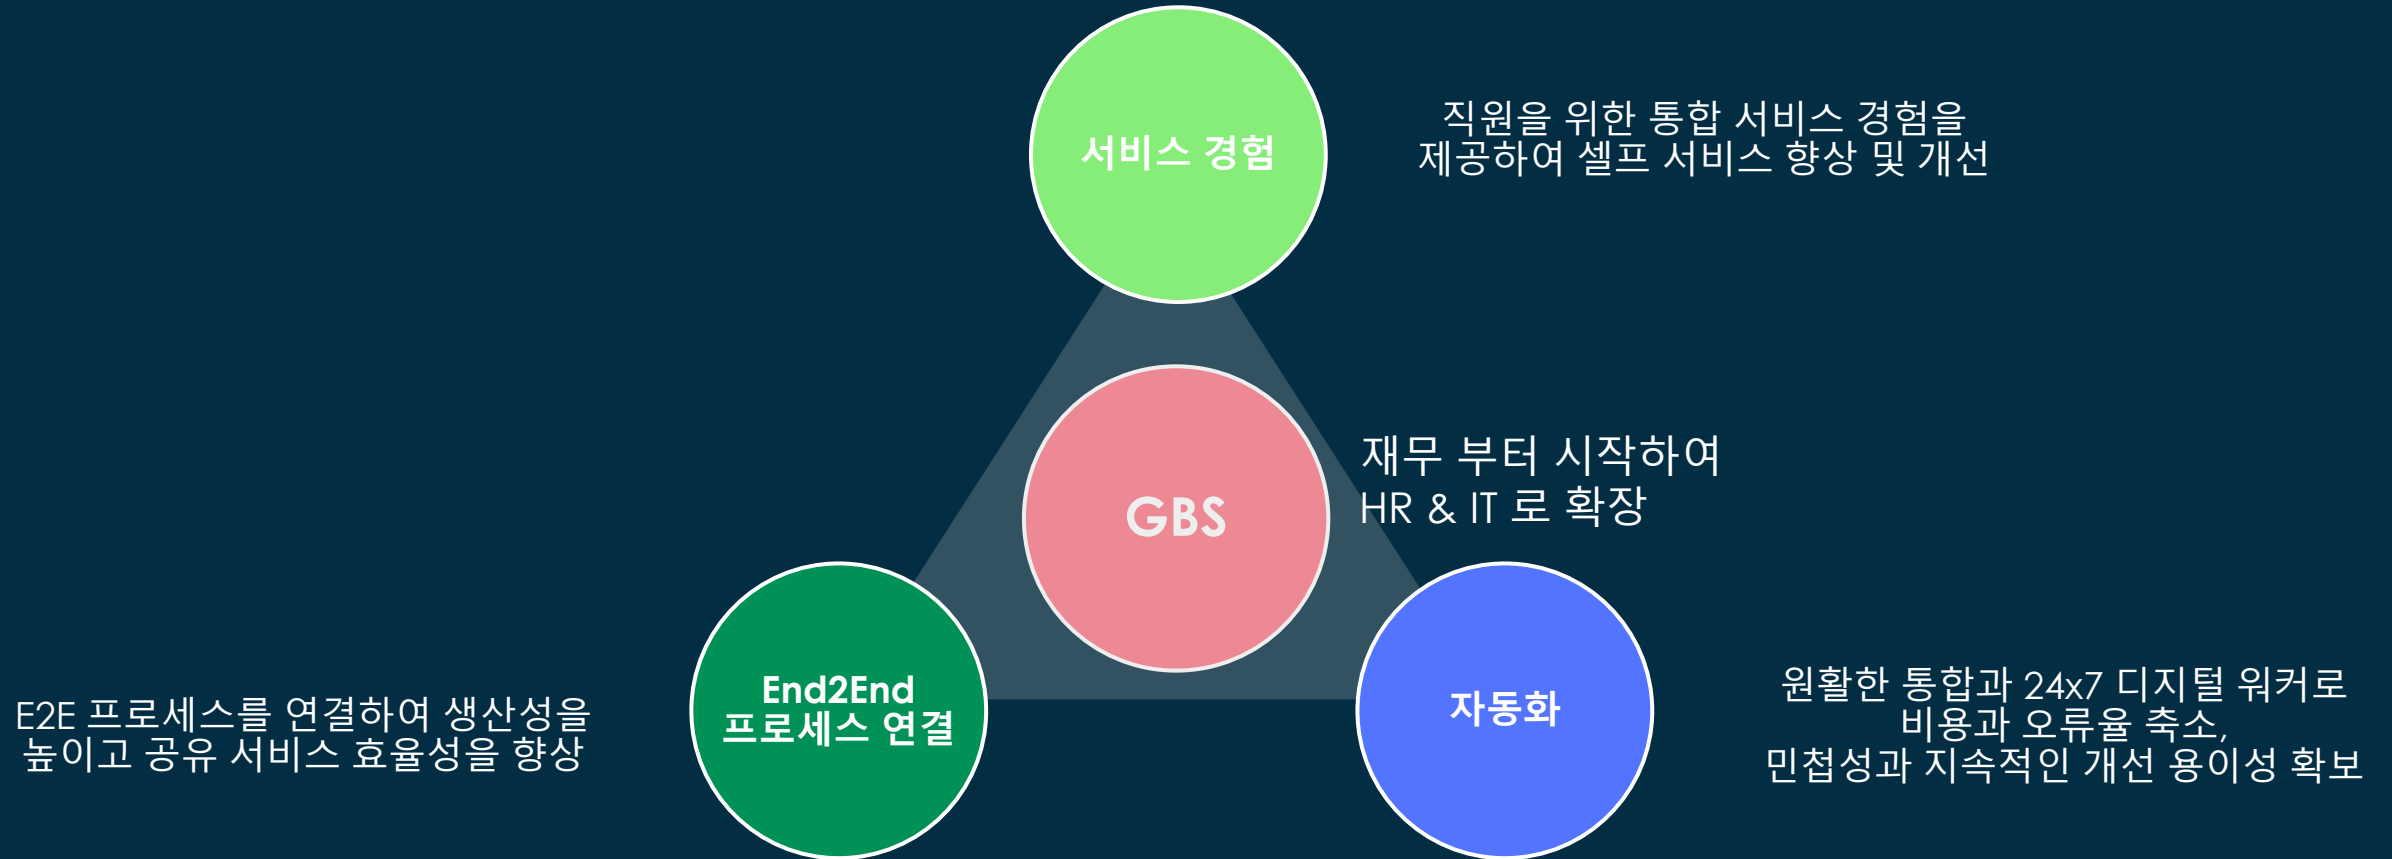 서비스 경험
직원을 위한 통합 서비스 경험을
제공하여 셀프 서비스 향상 및 개선
GBS
재무 부터 시작하여
HR & IT 로 확장
End2End
프로세스 연결
E2E 프로세스를 연결하여 생산성을
높이고 공유 서비스 효율성을 향상
자동화
원활한 통합과 24x7 디지털 워커로
비용과 오류율 축소,
민첩성과 지속적인 개선 용이성 확보